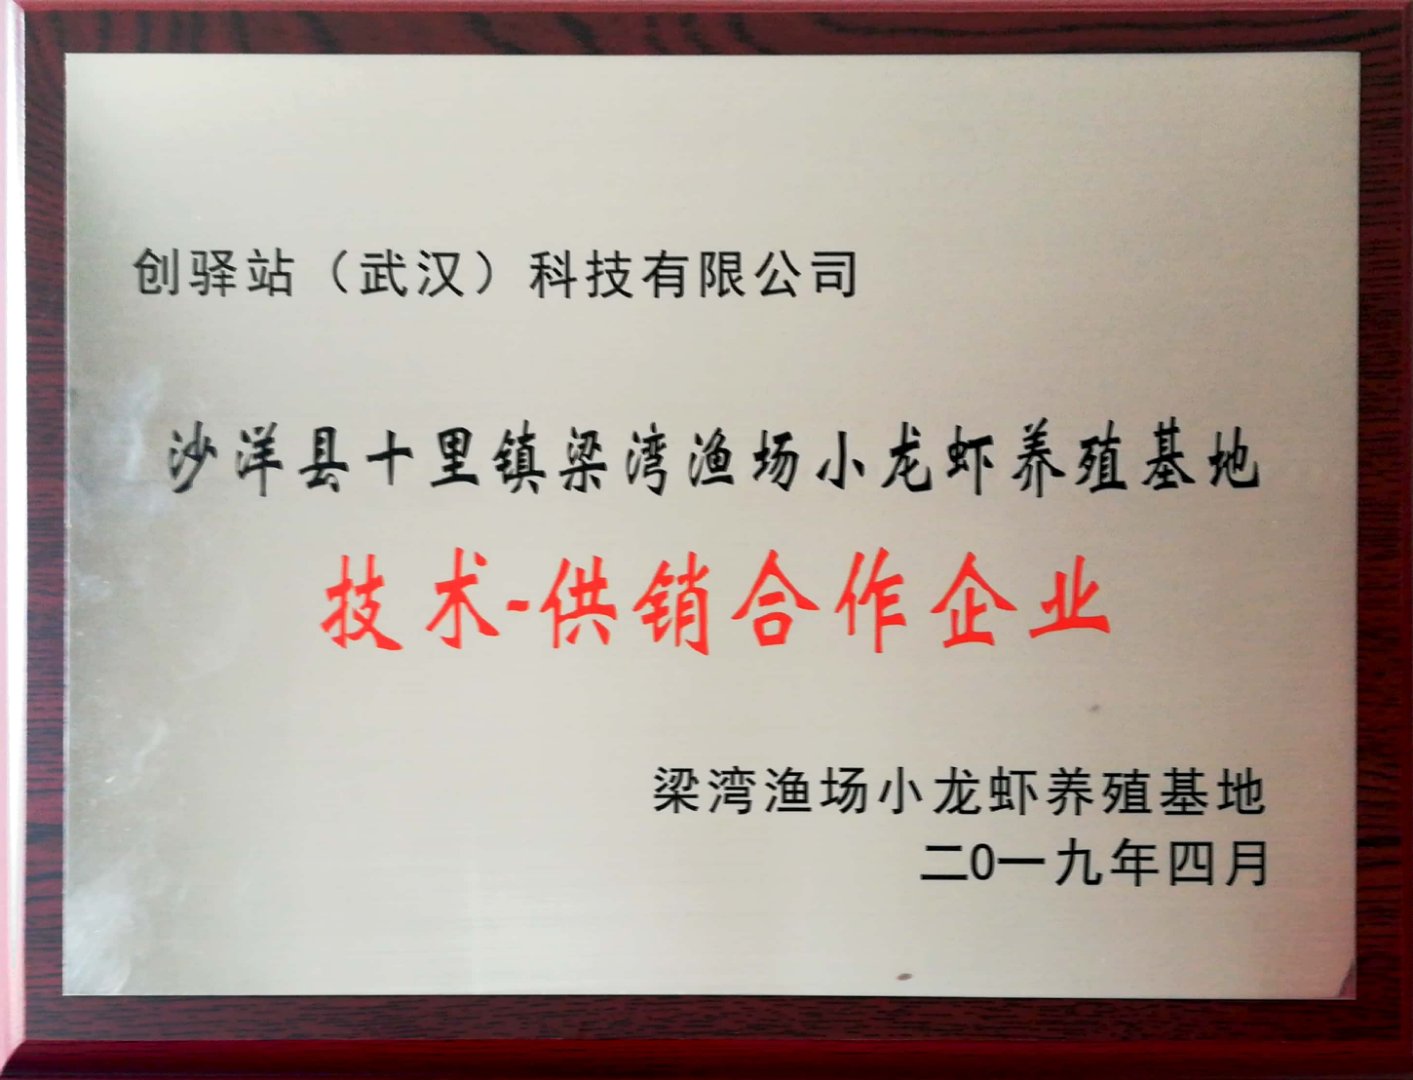 创驿站（武汉）科技有限公司
沙洋县十里镇梁湾渔场小龙虾养殖基地
技术-供销合作企业
梁湾渔场小龙虾养殖基地
二0一九年四月